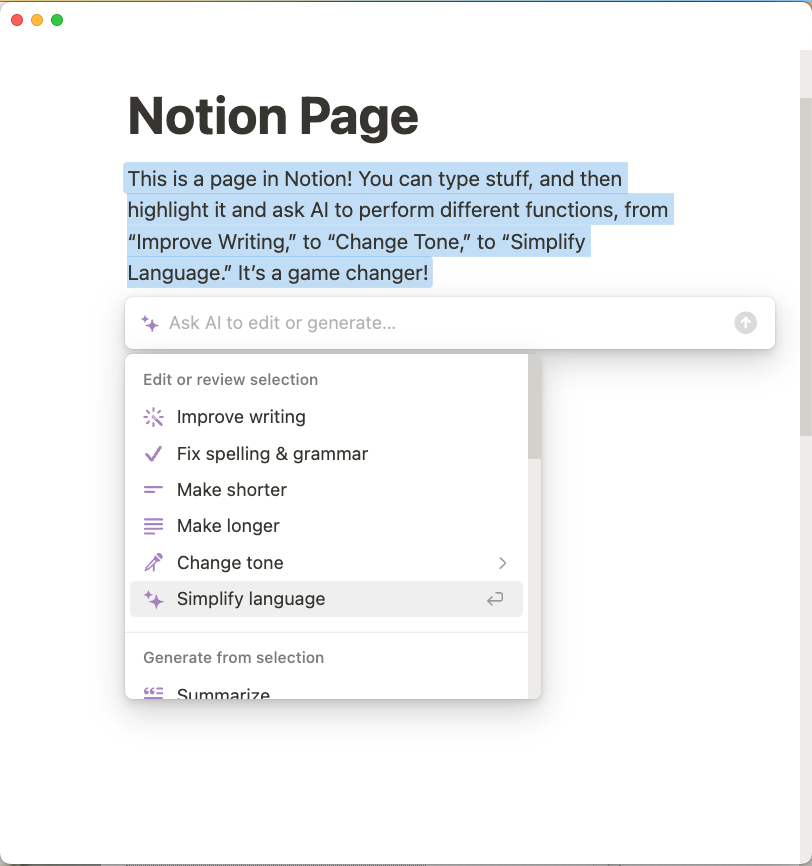 Notion Page
This is a page in Notion! You can type stuff, and then
highlight it and ask AI to perform different functions, from
“Improve Writing,” to “Change Tone,” to “Simplify
Language.” It’s a game changer!
Ask AI to edit or generate...
Edit or review selection
Improve writing
Fix spelling & grammar
Make shorter
Make longer
Change tone
Simplify language
Generate from selection
Summarize